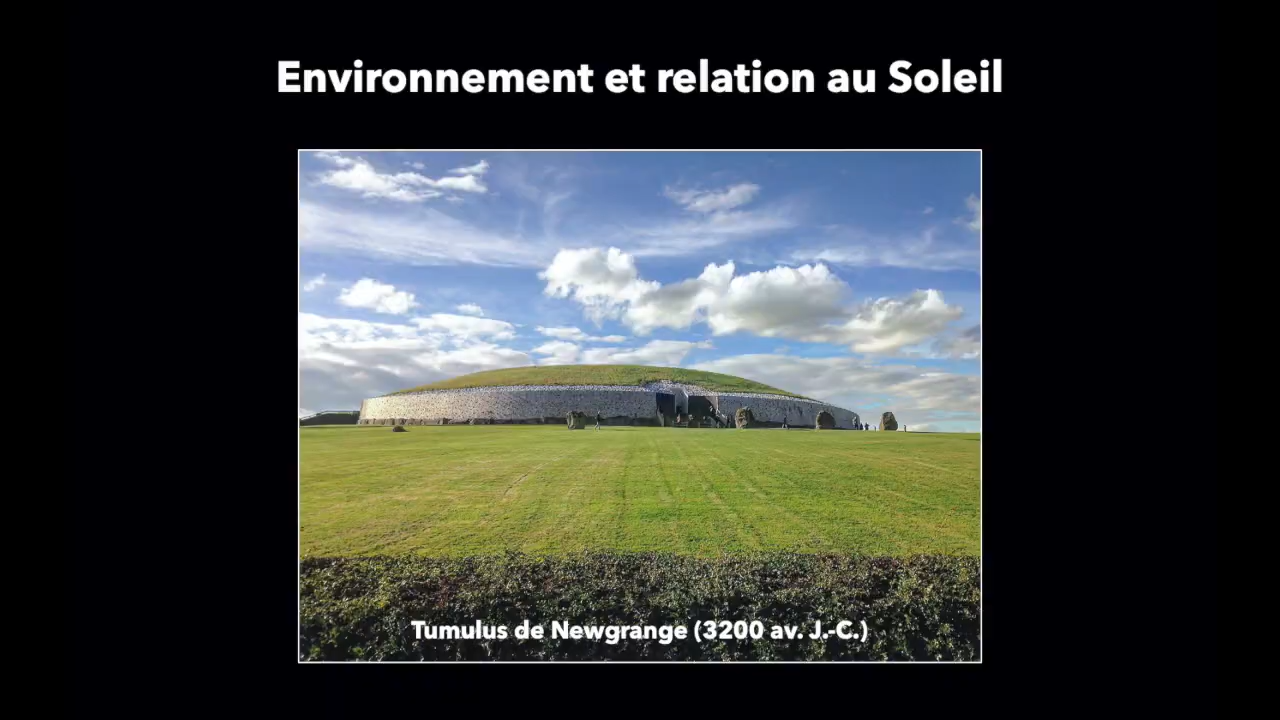 Environnement et relation au Soleil
Tumulus de Newgrange (3200 av. J.-C.)